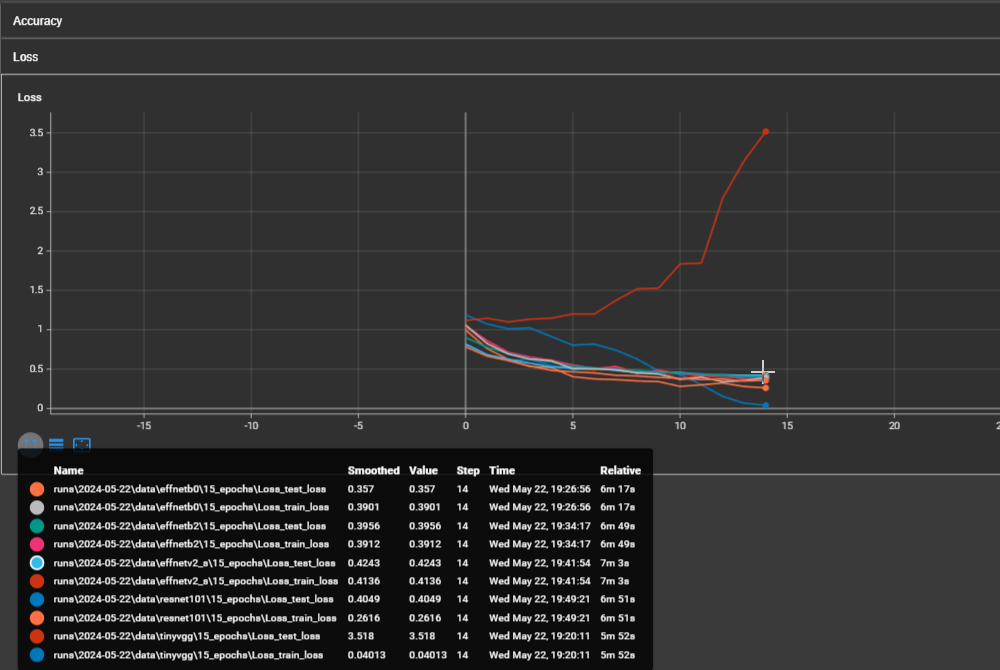 Accuracy
Loss
Loss
3.5
3
2.5
2
1.5
1
0.5
0
-15 -10 -5 0 5 10 15 20 2
Name Smoothed Value Step Time Relative
runs\2024-05-22\data\effnetb0\15_epochs\Loss_test_loss 0.357 0.357 14 Wed May 22, 19:26:56 6m 17s
runs\2024-05-22\data\effnetb0\15_epochs\Loss_train_loss 0.3901 0.3901 14 Wed May 22, 19:26:56 6m 17s
runs\2024-05-22\data\effnetb2\15_epochs\Loss_test_loss 0.3956 0.3956 14 Wed May 22, 19:34:17 6m 49s
runs\2024-05-22\data\effnetb2\15_epochs\Loss_train_loss 0.3912 0.3912 14 Wed May 22, 19:34:17 6m 49s
runs\2024-05-22\data\effnetv2_s\15_epochs\Loss_test_loss 0.4243 0.4243 14 Wed May 22, 19:41:54 7m 3s
runs\2024-05-22\data\effnetv2_s\15_epochs\Loss_train_loss 0.4136 0.4136 14 Wed May 22, 19:41:54 7m 3s
runs\2024-05-22\data\resnet101\15_epochs\Loss_test_loss 0.4049 0.4049 14 Wed May 22, 19:49:21 6m 51s
runs\2024-05-22\data\resnet101\15_epochs\Loss_train_loss 0.2616 0.2616 14 Wed May 22, 19:49:21 6m 51s
runs\2024-05-22\data\tinyvgg\15_epochs\Loss_test_loss 3.518 3.518 14 Wed May 22, 19:20:11 5m 52s
runs\2024-05-22\data\tinyvgg\15_epochs\Loss_train_loss 0.04013 0.04013 14 Wed May 22, 19:20:11 5m 52s